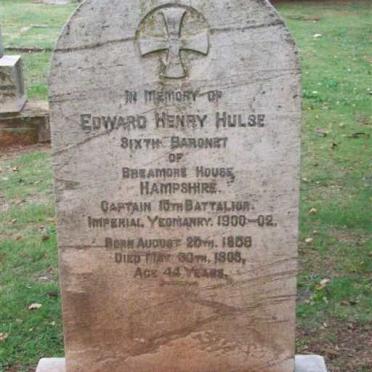 In Memory of
Edward Henry Hulse
Sixth Baronet
of
Breamore House,
Hampshire.
Captain 15th Battalion.
Imperial Yeomanry. 1900-02.
Born August 25th. 1859
Died May 30th. 1903,
Age 44 Years.